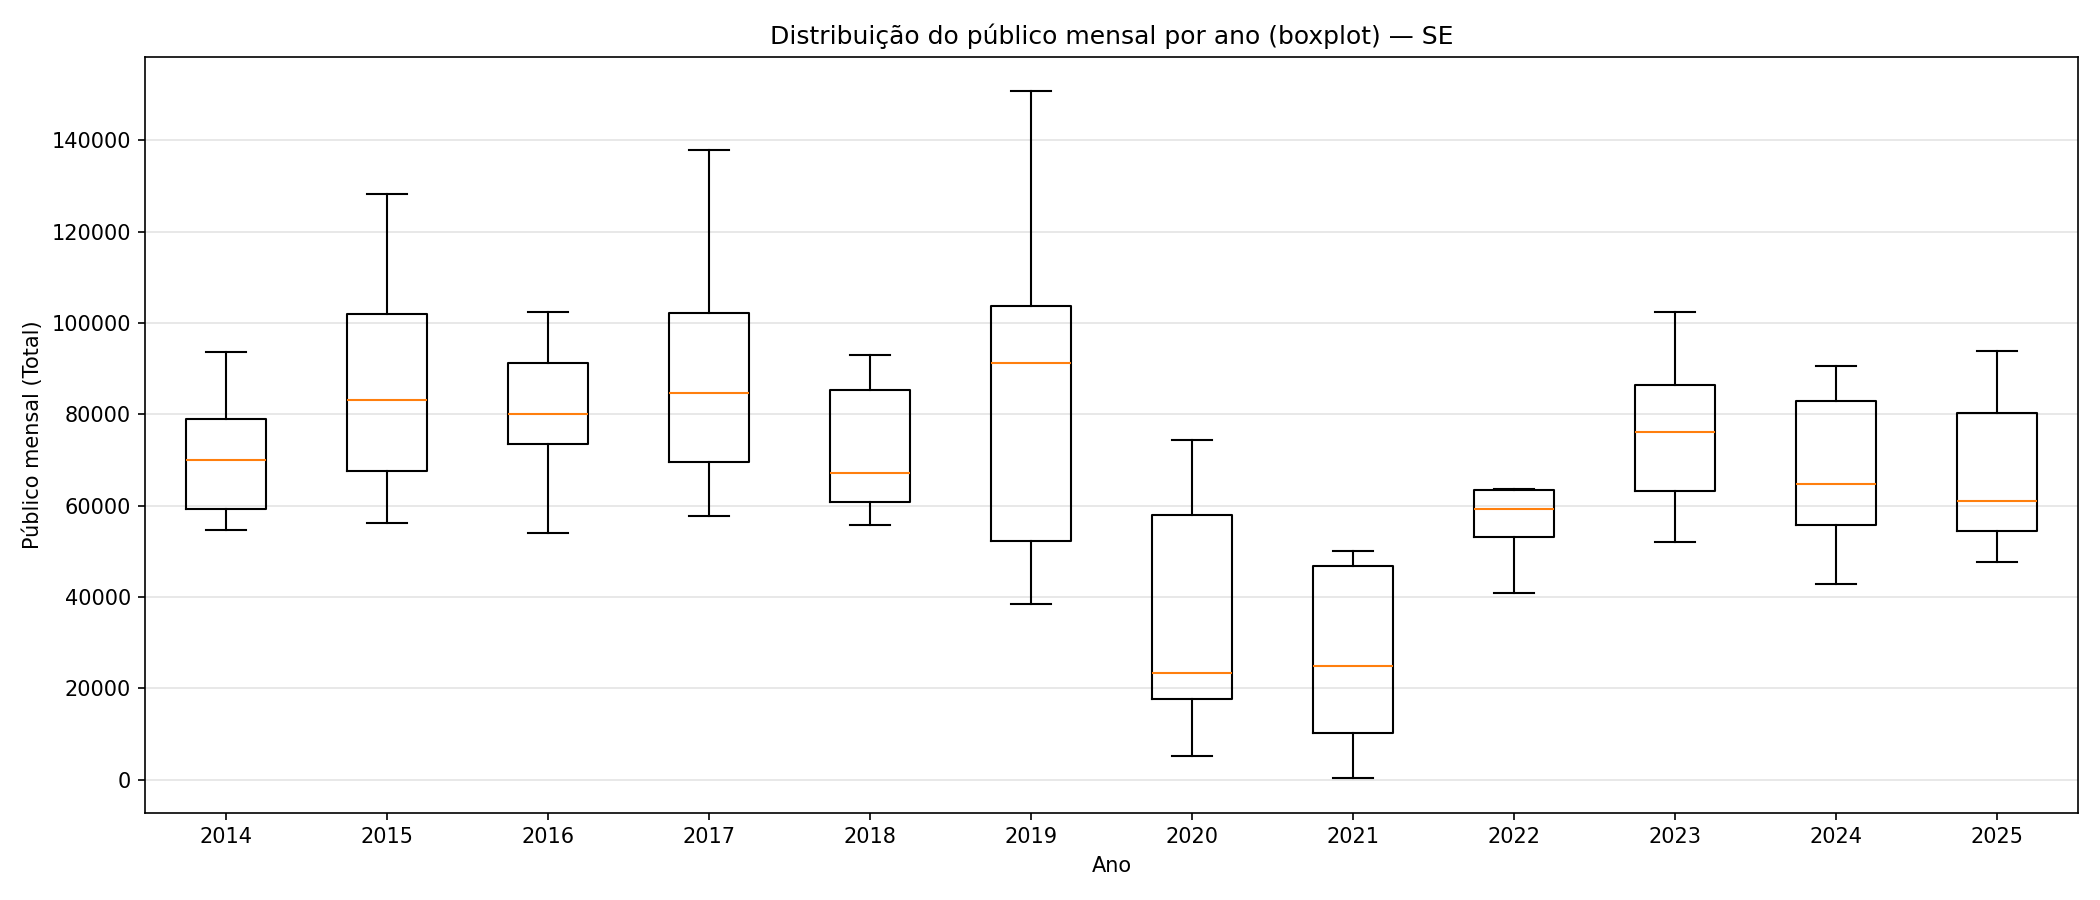 Distribuição do público mensal por ano (boxplot) — SE
Público mensal (Total)
140000
120000
100000
80000
60000
40000
20000
0
2014 2015 2016 2017 2018 2019 2020 2021 2022 2023 2024 2025
Ano